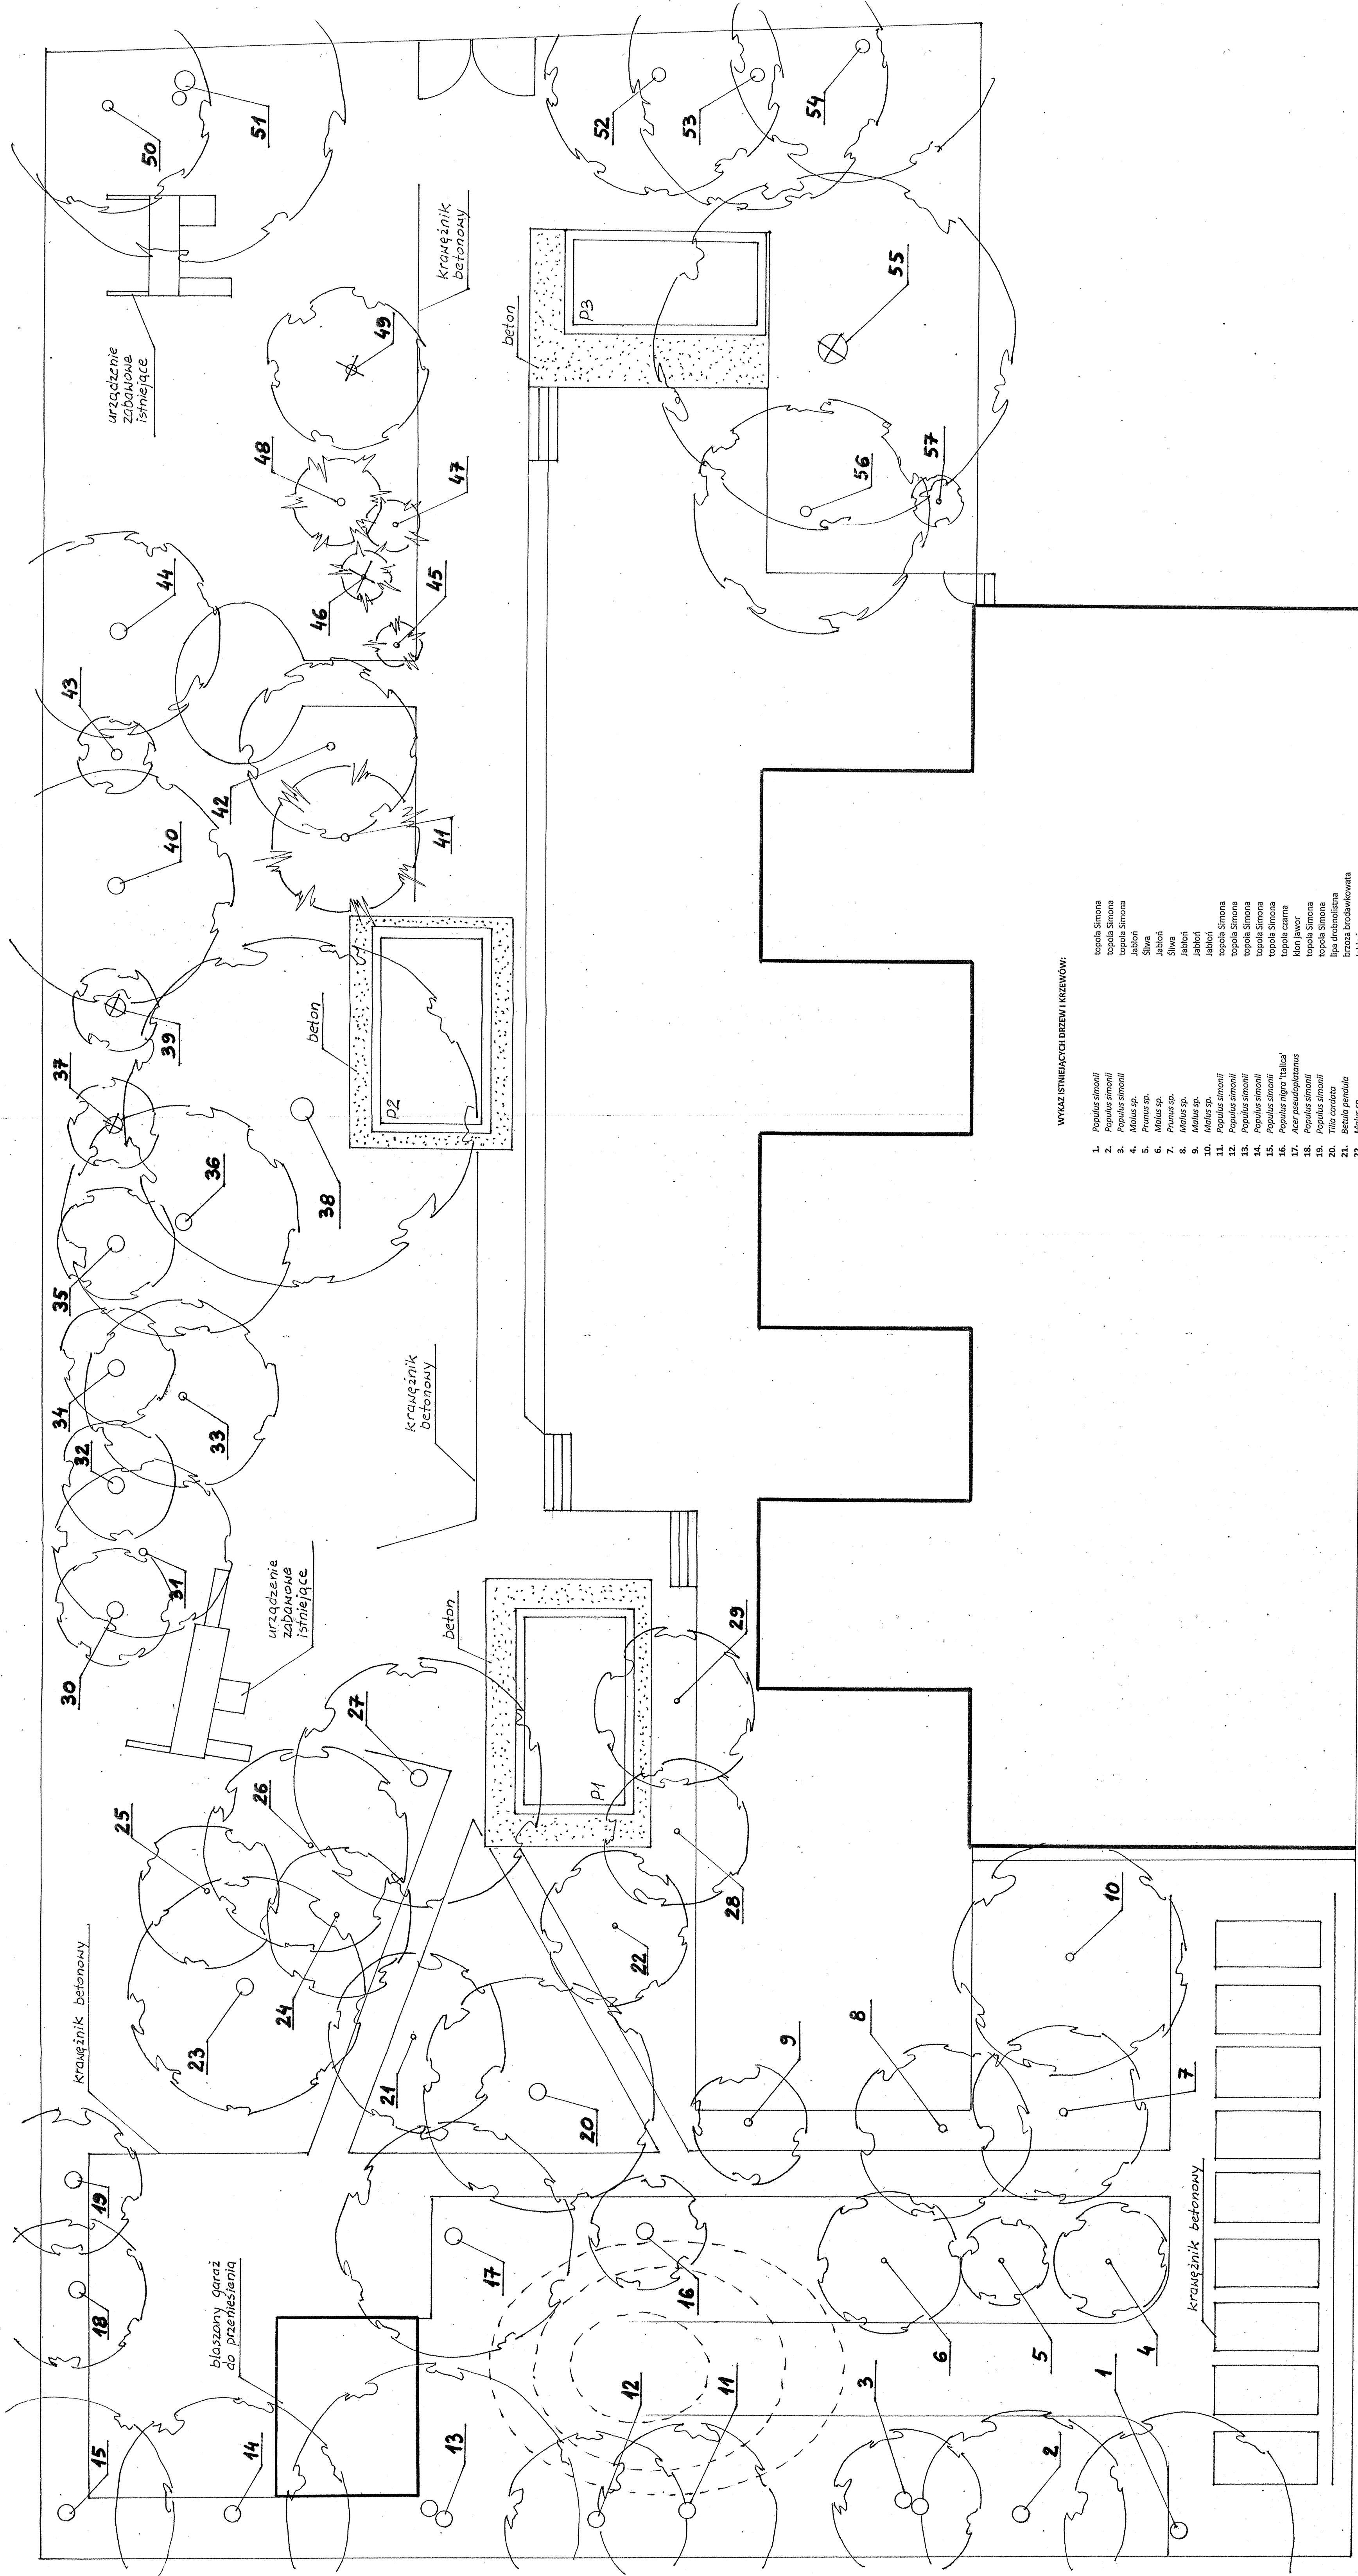 50
51
52
53
54
krawężnik
betonowy
urządzenie
zabawowe
istniejące
49
beton
P3
55
48
47
56
57
46
45
44
43
42
41
40
39
37
beton
P2
38
36
35
34
33
32
31
30
krawężnik
betonowy
urządzenie
zabawowe
istniejące
beton
P1
29
28
27
26
25
24
23
22
21
20
krawężnik betonowy
19
18
17
16
blaszany garaż
do przeniesienia
15
14
13
12
11
10
9
8
7
6
5
4
3
2
1
krawężnik betonowy
WYKAZ ISTNIEJĄCYCH DRZEW I KRZEWÓW:
1. Populus simonii topola Simona
2. Populus simonii topola Simona
3. Populus simonii topola Simona
4. Malus sp. Jabłoń
5. Prunus sp. Śliwa
6. Malus sp. Jabłoń
7. Prunus sp. Śliwa
8. Malus sp. Jabłoń
9. Malus sp. Jabłoń
10. Malus sp. Jabłoń
11. Populus simonii topola Simona
12. Populus simonii topola Simona
13. Populus simonii topola Simona
14. Populus simonii topola Simona
15. Populus simonii topola Simona
16. Populus nigra 'Italica' topola czarna
17. Acer pseudoplatanus klon jawor
18. Populus simonii topola Simona
19. Populus simonii topola Simona
20. Tilia cordata lipa drobnolistna
21. Betula pendula brzoza brodawkowata